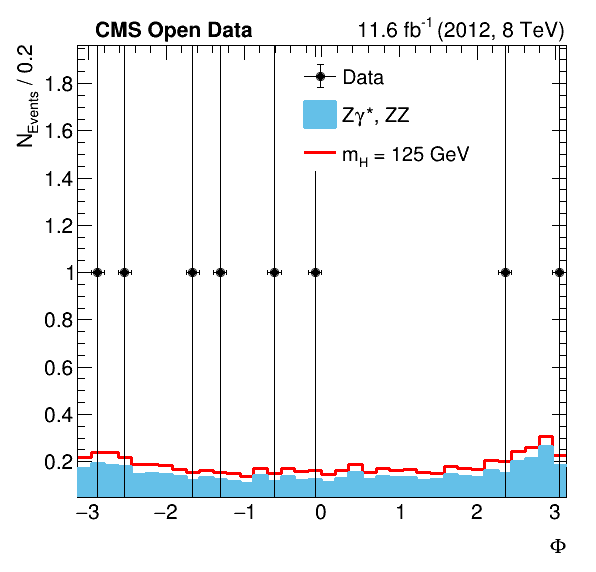 CMS Open Data 11.6 fb⁻¹ (2012, 8 TeV)
N_Events / 0.2
Data
Zγ*, ZZ
m_H = 125 GeV
1.8
1.6
1.4
1.2
1
0.8
0.6
0.4
0.2
−3 −2 −1 0 1 2 3
Φ